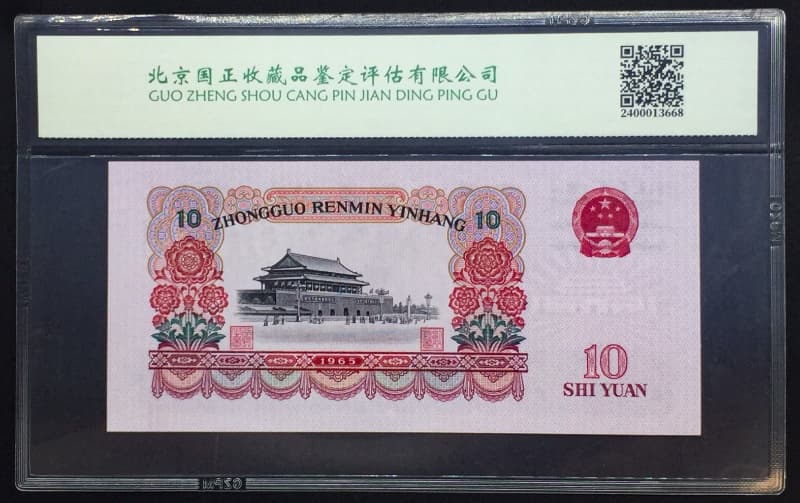 北京国正收藏品鉴定评估有限公司
GUO ZHENG SHOU CANG PIN JIAN DING PING GU
2400013668
10 ZHONGGUO RENMIN YINHANG 10
1965
10
SHI YUAN